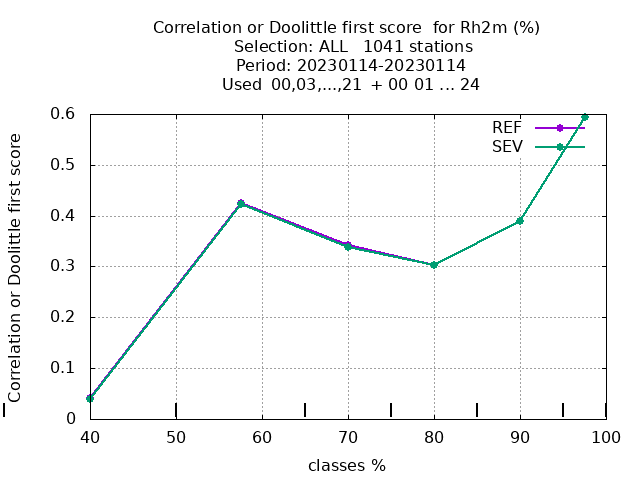 Correlation or Doolittle first score  for Rh2m (%)
Selection: ALL   1041 stations
Period: 20230114-20230114
Used  00,03,...,21  + 00 01 ... 24
REF
SEV
Correlation or Doolittle first score
0.6
0.5
0.4
0.3
0.2
0.1
0
40 50 60 70 80 90 100
classes %